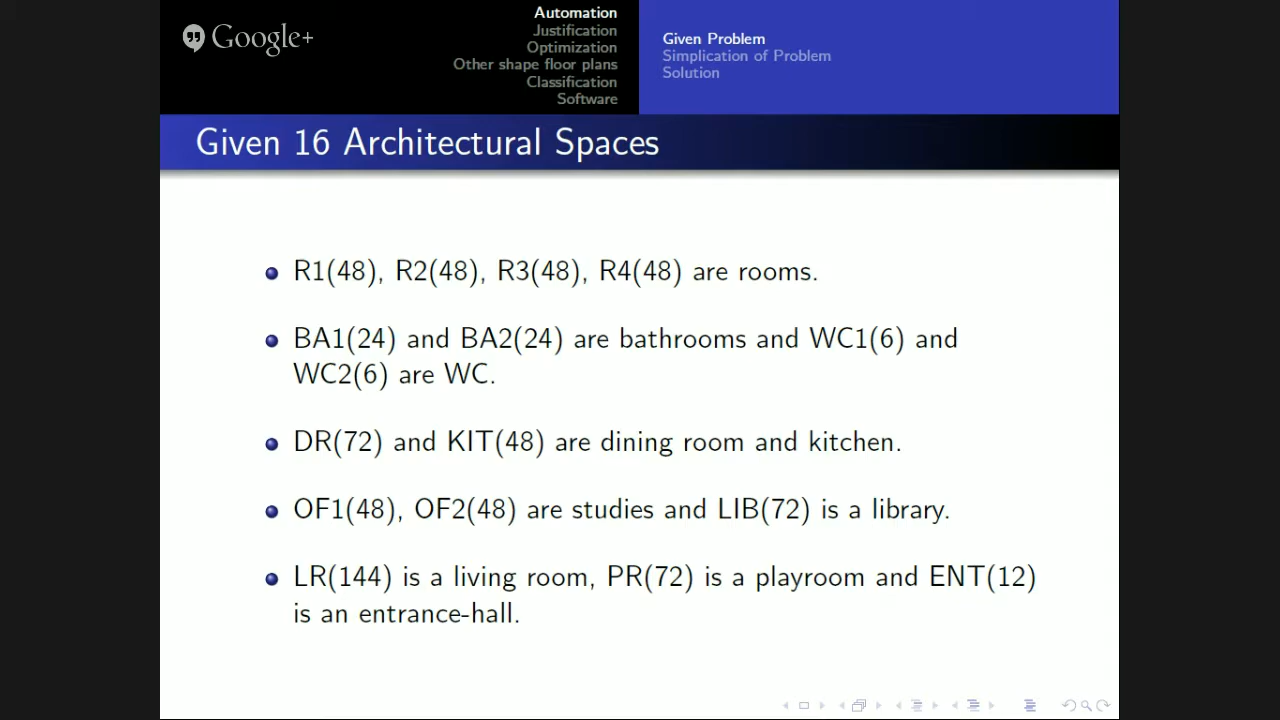 Google+
Automation
Justification
Optimization
Other shape floor plans
Classification
Software
Given Problem
Simplication of Problem
Solution
Given 16 Architectural Spaces
R1(48), R2(48), R3(48), R4(48) are rooms.
BA1(24) and BA2(24) are bathrooms and WC1(6) and
WC2(6) are WC.
DR(72) and KIT(48) are dining room and kitchen.
OF1(48), OF2(48) are studies and LIB(72) is a library.
LR(144) is a living room, PR(72) is a playroom and ENT(12)
is an entrance-hall.